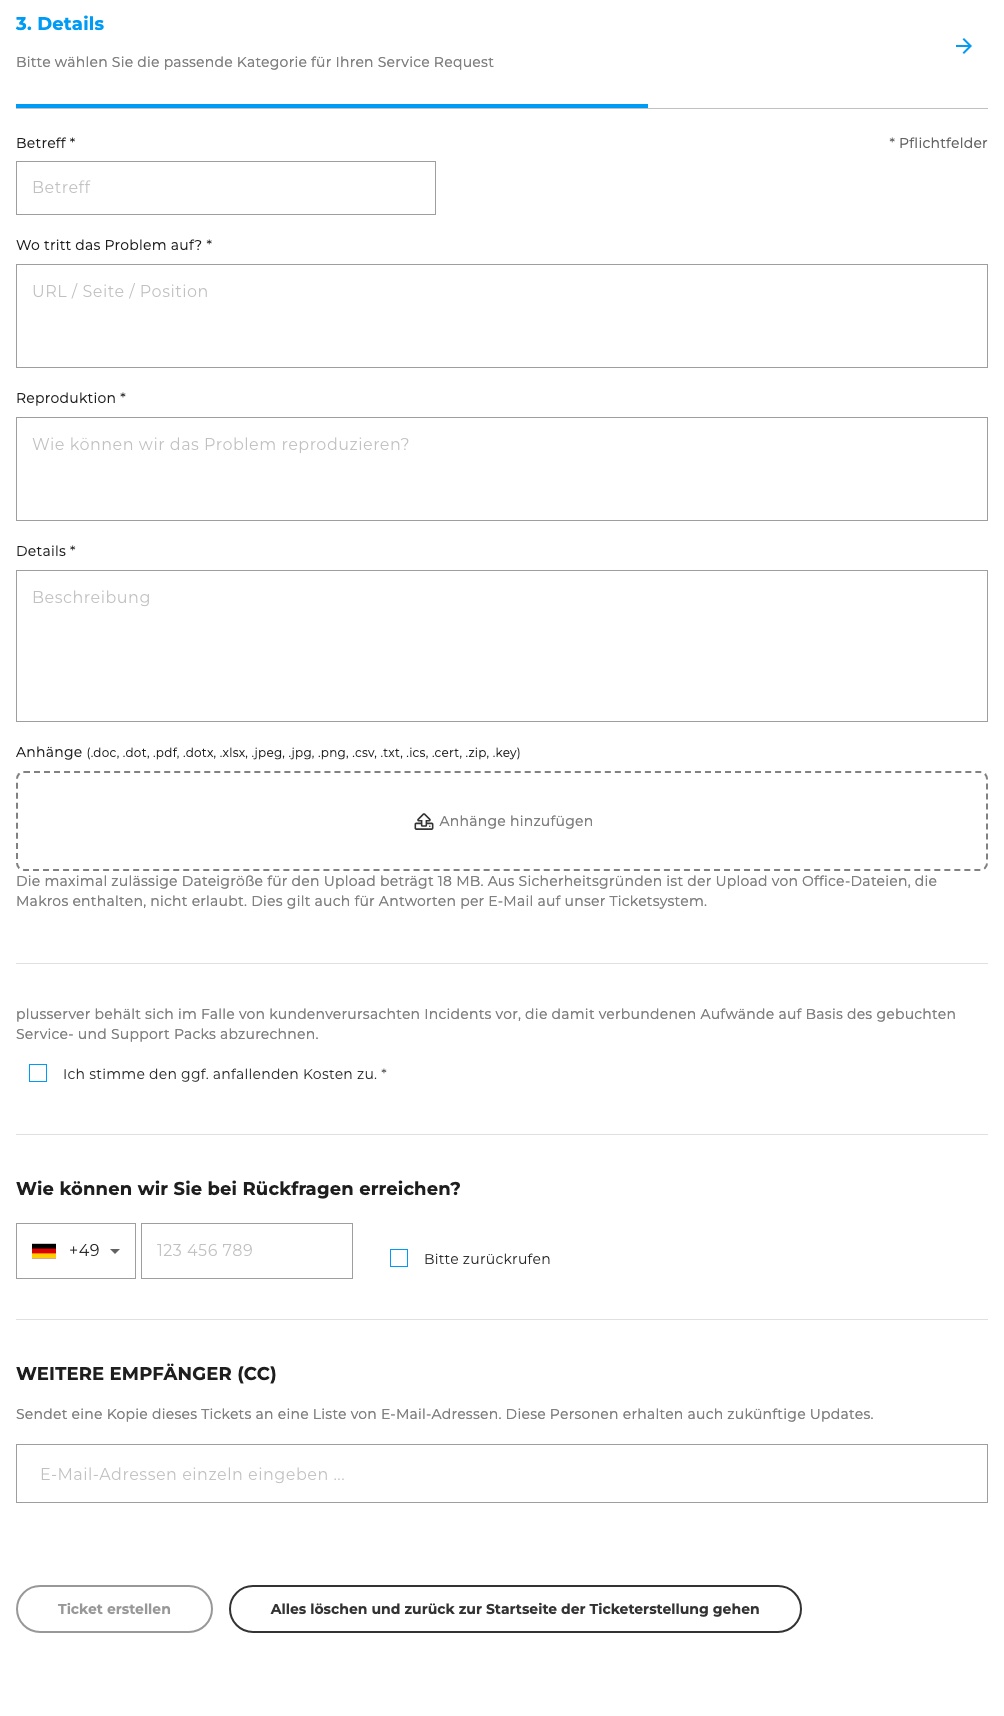 3. Details
Bitte wählen Sie die passende Kategorie für Ihren Service Request
Betreff *
* Pflichtfelder
Betreff
Wo tritt das Problem auf? *
URL / Seite / Position
Reproduktion *
Wie können wir das Problem reproduzieren?
Details *
Beschreibung
Anhänge (.doc, .dot, .pdf, .dotx, .xlsx, .jpeg, .jpg, .png, .csv, .txt, .ics, .cert, .zip, .key)
Anhänge hinzufügen
Die maximal zulässige Dateigröße für den Upload beträgt 18 MB. Aus Sicherheitsgründen ist der Upload von Office-Dateien, die
Makros enthalten, nicht erlaubt. Dies gilt auch für Antworten per E-Mail auf unser Ticketsystem.
plusserver behält sich im Falle von kundenverursachten Incidents vor, die damit verbundenen Aufwände auf Basis des gebuchten
Service- und Support Packs abzurechnen.
Ich stimme den ggf. anfallenden Kosten zu. *
Wie können wir Sie bei Rückfragen erreichen?
+49
123 456 789
Bitte zurückrufen
WEITERE EMPFÄNGER (CC)
Sendet eine Kopie dieses Tickets an eine Liste von E-Mail-Adressen. Diese Personen erhalten auch zukünftige Updates.
E-Mail-Adressen einzeln eingeben ...
Ticket erstellen
Alles löschen und zurück zur Startseite der Ticketerstellung gehen